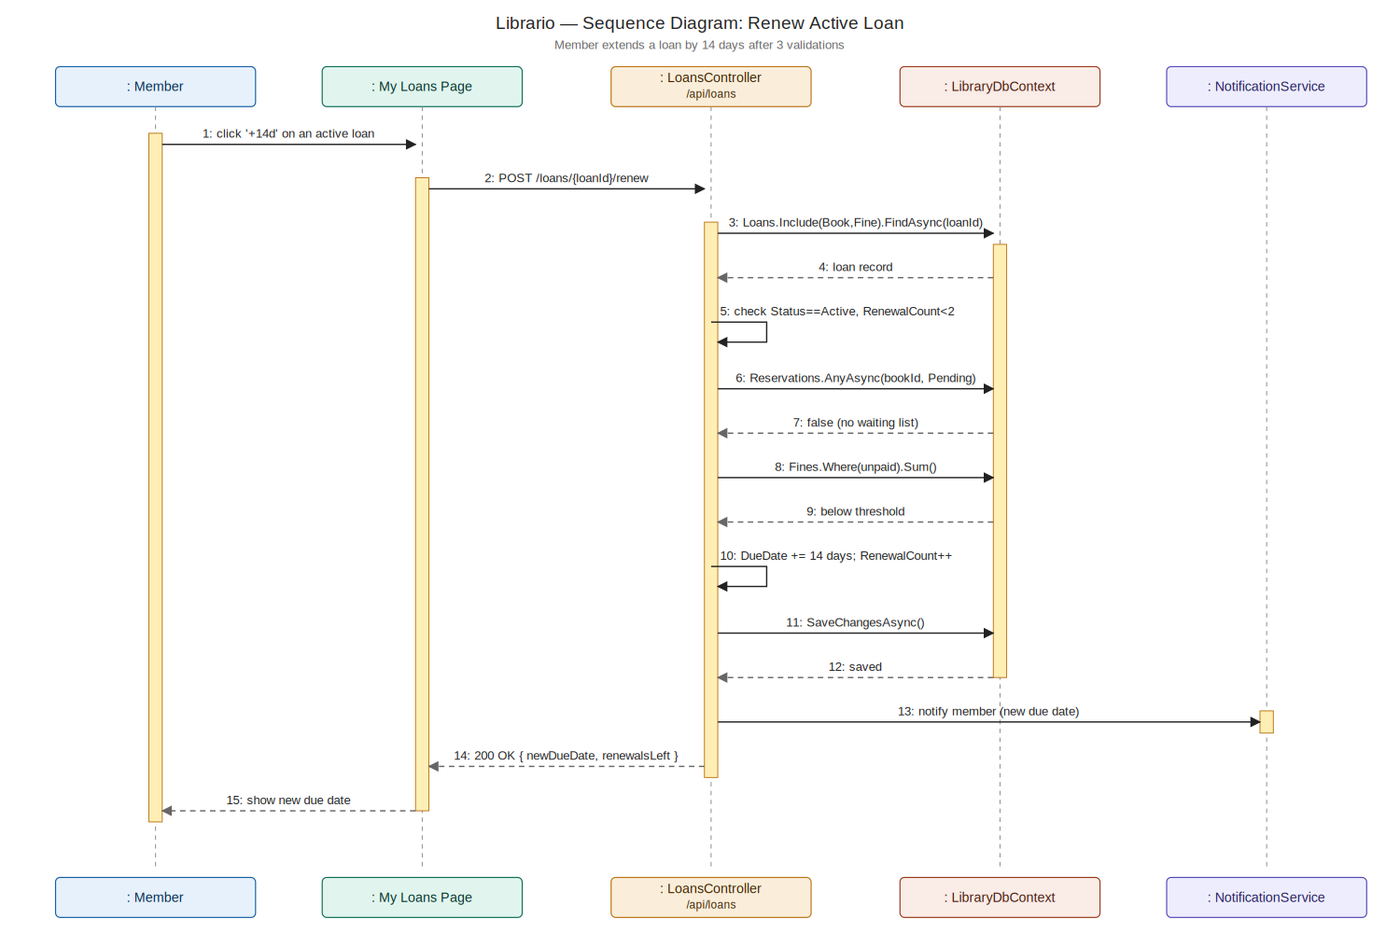 Librario — Sequence Diagram: Renew Active Loan
Member extends a loan by 14 days after 3 validations
: Member
: My Loans Page
: LoansController
/api/loans
: LibraryDbContext
: NotificationService
1: click '+14d' on an active loan
2: POST /loans/{loanId}/renew
3: Loans.Include(Book,Fine).FindAsync(loanId)
4: loan record
5: check Status==Active, RenewalCount<2
6: Reservations.AnyAsync(bookId, Pending)
7: false (no waiting list)
8: Fines.Where(unpaid).Sum()
9: below threshold
10: DueDate += 14 days; RenewalCount++
11: SaveChangesAsync()
12: saved
13: notify member (new due date)
14: 200 OK { newDueDate, renewalsLeft }
15: show new due date
: Member
: My Loans Page
: LoansController
/api/loans
: LibraryDbContext
: NotificationService